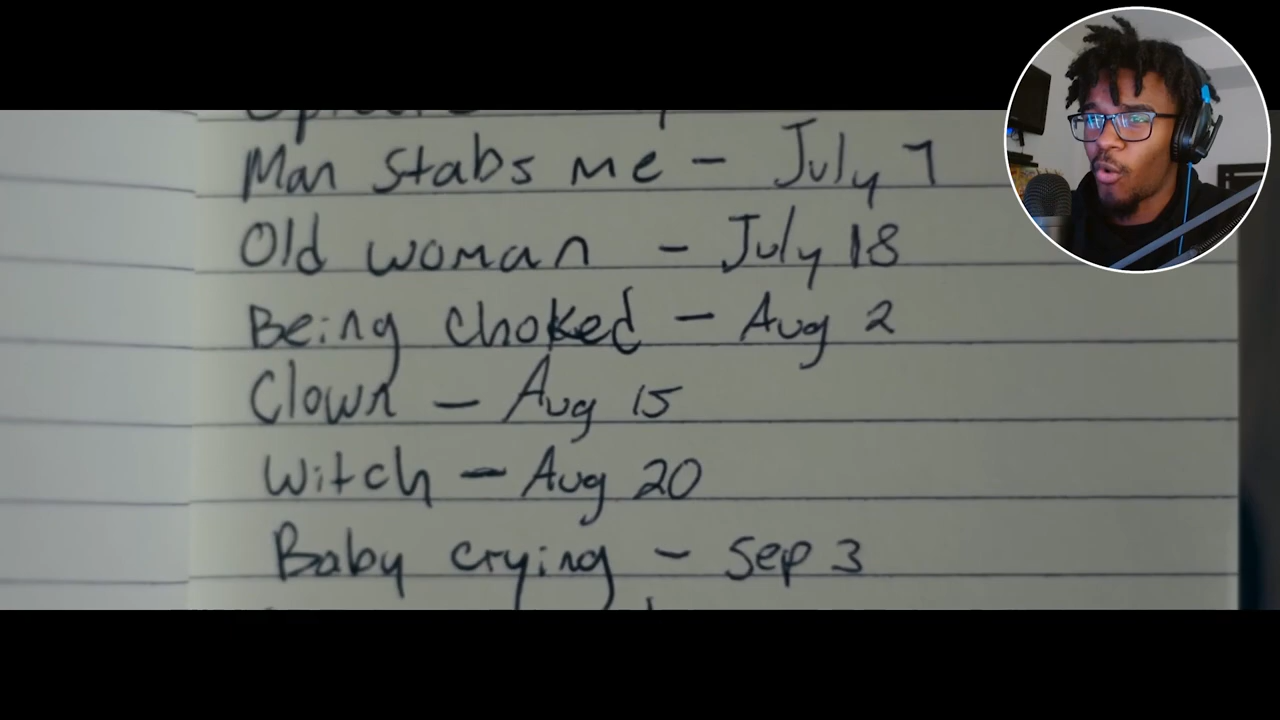 Man stabs me - July 7
Old woman - July 18
Being choked - Aug 2
Clown - Aug 15
Witch - Aug 20
Baby crying - Sep 3